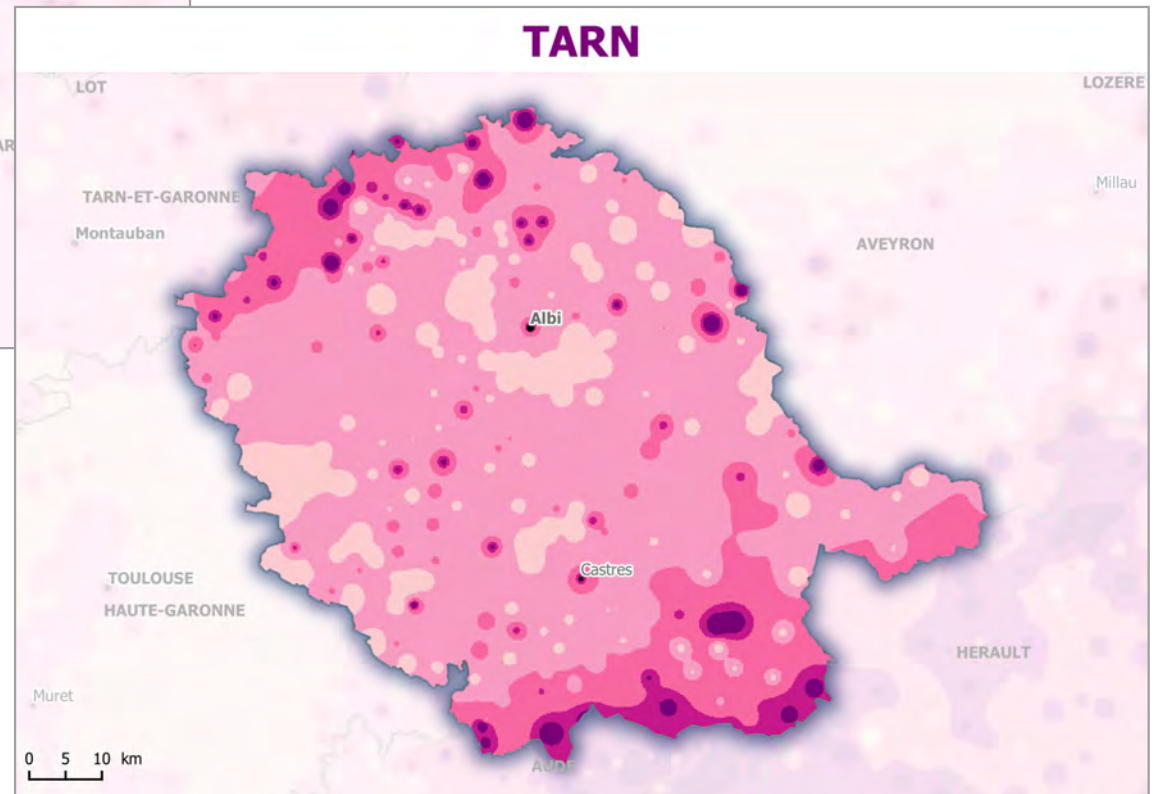 TARN
LOT
LOZERE
AR
TARN-ET-GARONNE
Millau
Montauban
AVEYRON
Albi
Castres
TOULOUSE
HAUTE-GARONNE
HERAULT
Muret
0 5 10 km
AUDE